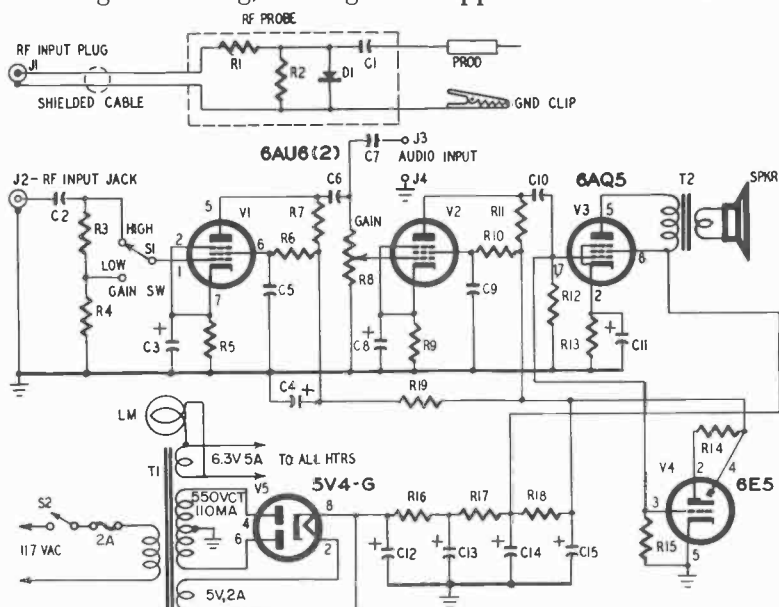 RF PROBE
RF INPUT PLUG
J1
R1
R2
D1
C1
PROD
SHIELDED CABLE
GND CLIP
6AU6(2)
C7
J3
AUDIO INPUT
J2-RF INPUT JACK
C6
J4
C10
6AQ5
T2
SPKR
C2
5
V1
R7
GAIN
V2
R11
V3
5
R3
HIGH
S1
2
1
6
R6
R10
17
6
LOW
GAIN SW
R8
R12
2
R4
7
C5
C9
+
C3
R5
+
C8
R9
R13
+
C11
C4
+
R19
LM
R14
6.3V 5A
TO ALL HTRS
T1
V5
5V4-G
V4
2
4
6E5
550VCT
110MA
S2
4
8
R16
R17
R18
3
2A
6
2
R15
5
117 VAC
+
C12
+
C13
+
C14
+
C15
5V,2A